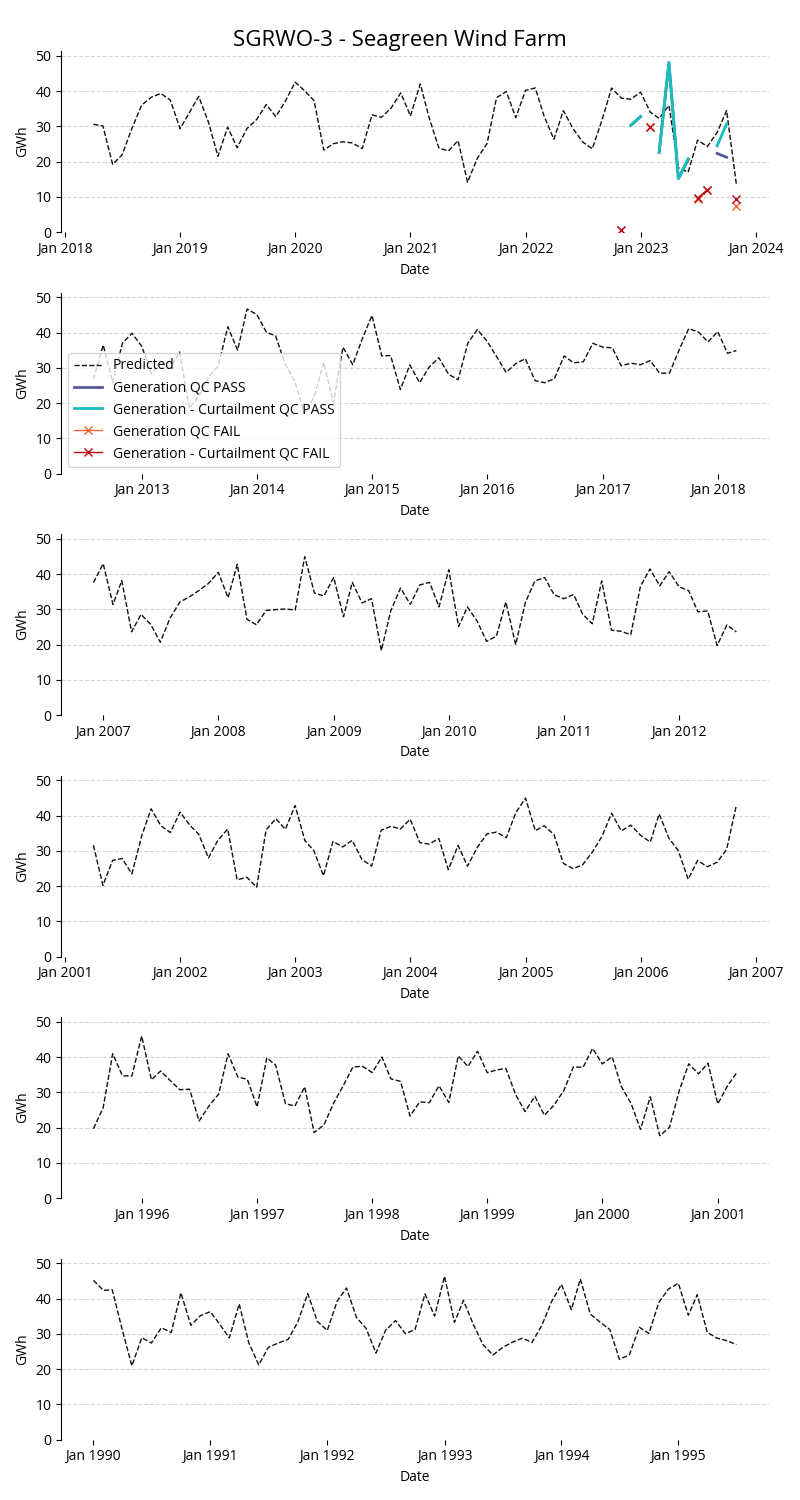 SGRWO-3 - Seagreen Wind Farm
50
40
30
20
10
0
GWh
Jan 2018 Jan 2019 Jan 2020 Jan 2021 Jan 2022 Jan 2023 Jan 2024
Date
50
40
30
20
10
0
GWh
Predicted
Generation QC PASS
Generation - Curtailment QC PASS
Generation QC FAIL
Generation - Curtailment QC FAIL
Jan 2013 Jan 2014 Jan 2015 Jan 2016 Jan 2017 Jan 2018
Date
50
40
30
20
10
0
GWh
Jan 2007 Jan 2008 Jan 2009 Jan 2010 Jan 2011 Jan 2012
Date
50
40
30
20
10
0
GWh
Jan 2001 Jan 2002 Jan 2003 Jan 2004 Jan 2005 Jan 2006 Jan 2007
Date
50
40
30
20
10
0
GWh
Jan 1996 Jan 1997 Jan 1998 Jan 1999 Jan 2000 Jan 2001
Date
50
40
30
20
10
0
GWh
Jan 1990 Jan 1991 Jan 1992 Jan 1993 Jan 1994 Jan 1995
Date